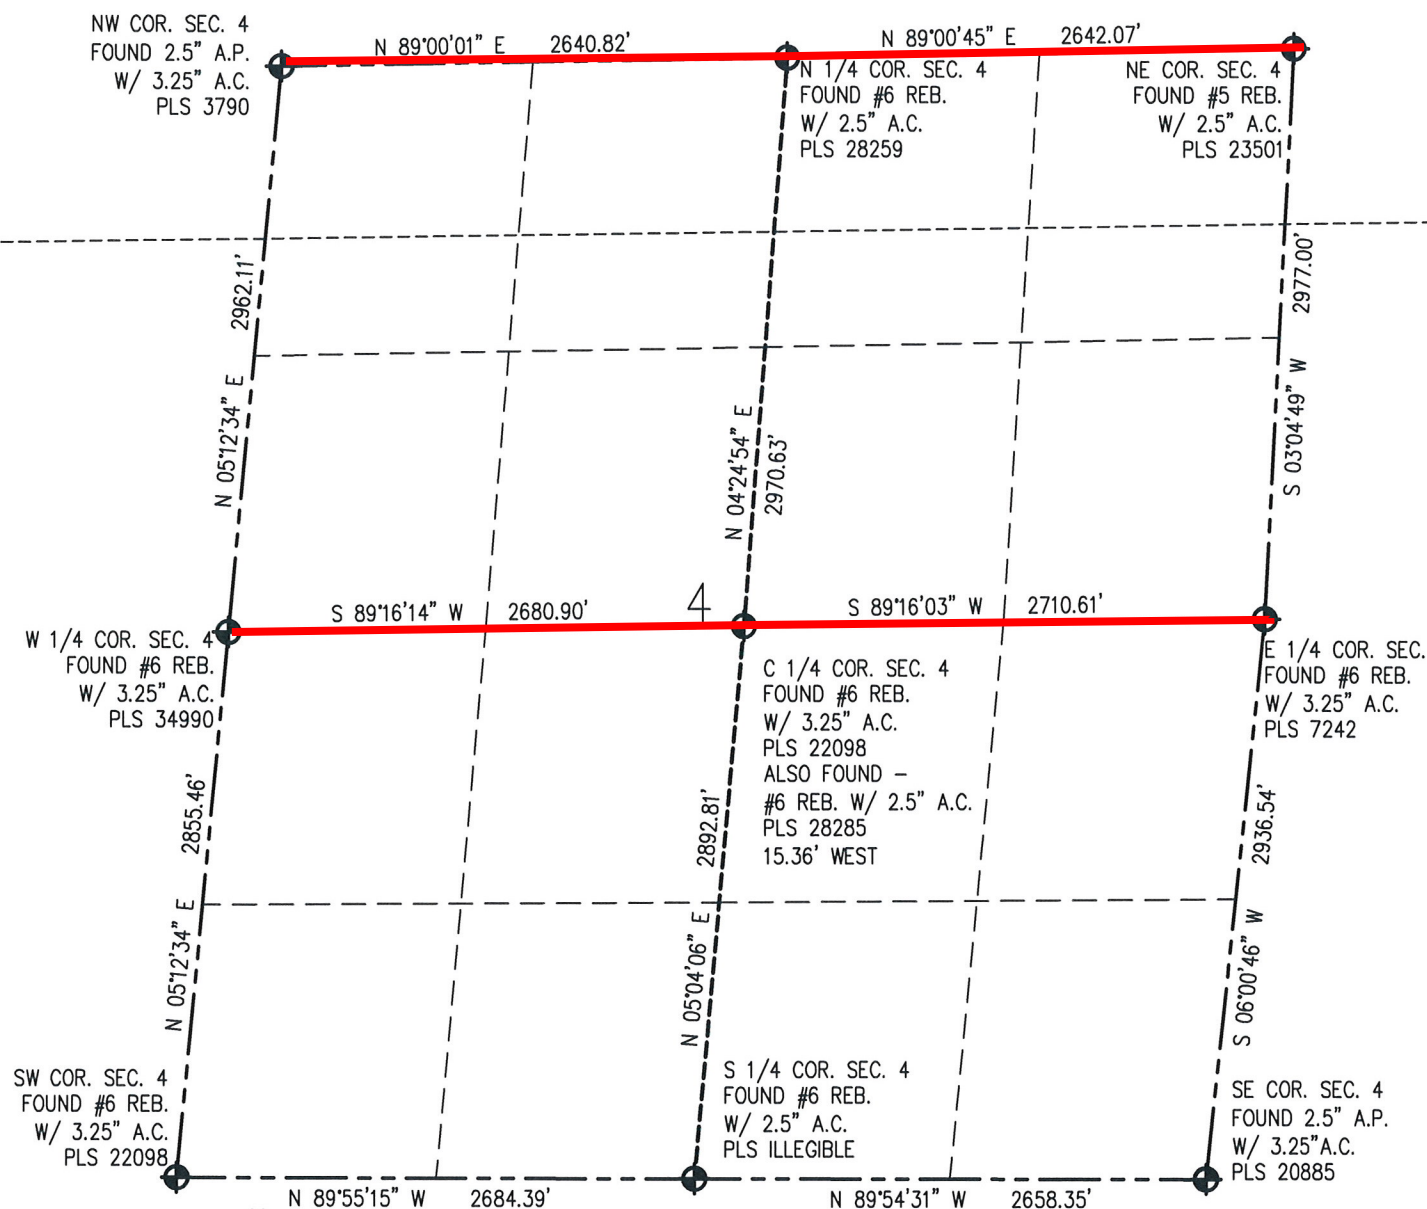 NW COR. SEC. 4
FOUND 2.5" A.P.
W/ 3.25" A.C.
PLS 3790
N 89°00'01" E 2640.82'
N 89°00'45" E 2642.07'
N 1/4 COR. SEC. 4
FOUND #6 REB.
W/ 2.5" A.C.
PLS 28259
NE COR. SEC. 4
FOUND #5 REB.
W/ 2.5" A.C.
PLS 23501
2962.11'
N 05°12'34" E
N 04°24'54" E
2970.63'
2977.00'
S 03°04'49" W
S 89°16'14" W 2680.90'
4
S 89°16'03" W 2710.61'
W 1/4 COR. SEC. 4
FOUND #6 REB.
W/ 3.25" A.C.
PLS 34990
C 1/4 COR. SEC. 4
FOUND #6 REB.
W/ 3.25" A.C.
PLS 22098
ALSO FOUND -
#6 REB. W/ 2.5" A.C.
PLS 28285
15.36' WEST
E 1/4 COR. SEC.
FOUND #6 REB.
W/ 3.25" A.C.
PLS 7242
2855.46'
N 05°12'34" E
2892.81'
N 05°04'06" E
2936.54'
S 06°00'46" W
SW COR. SEC. 4
FOUND #6 REB.
W/ 3.25" A.C.
PLS 22098
S 1/4 COR. SEC. 4
FOUND #6 REB.
W/ 2.5" A.C.
PLS ILLEGIBLE
SE COR. SEC. 4
FOUND 2.5" A.P.
W/ 3.25"A.C.
PLS 20885
N 89°55'15" W 2684.39'
N 89°54'31" W 2658.35'